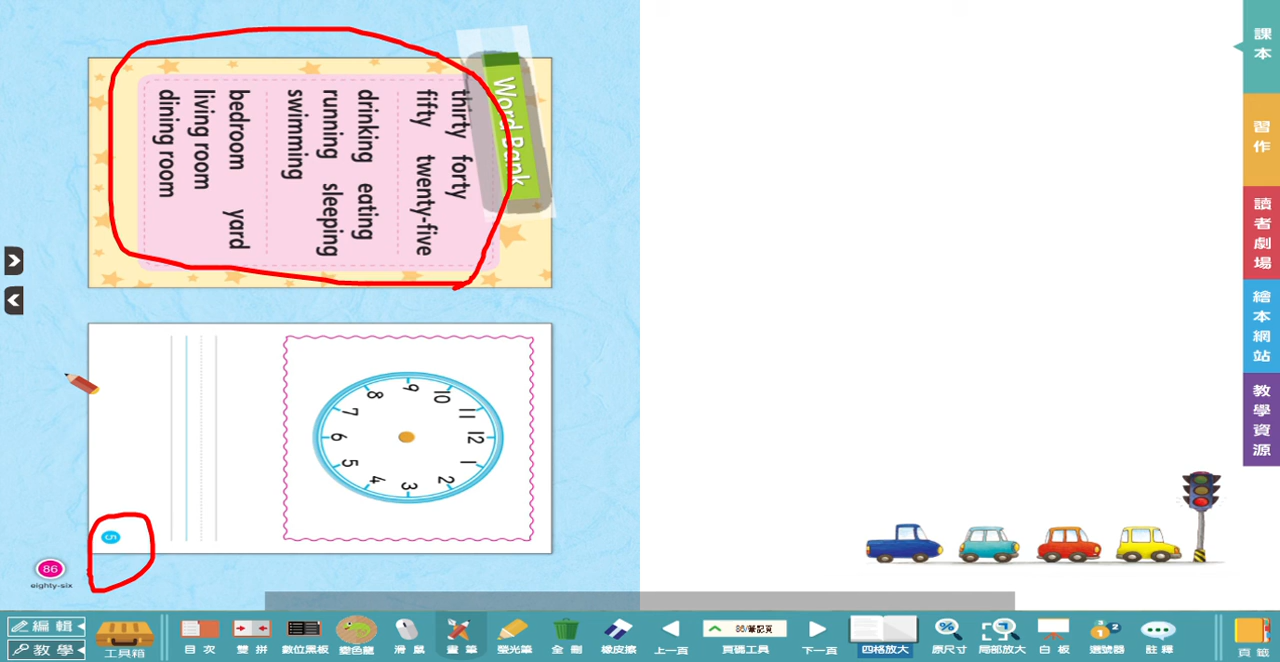 Word Bank
thirty forty
fifty twenty-five
drinking eating
running sleeping
swimming
bedroom yard
living room
dining room
12
1
2
3
4
5
6
7
8
9
10
11
5
86
eighty-six
課本
習作
讀者劇場
繪本網站
教學資源
編輯
教學
工具箱
目次
雙拼
數位黑板
變色龍
滑鼠
畫筆
螢光筆
全刪
橡皮擦
上一頁
86/筆記頁
頁碼工具
下一頁
四格放大
原尺寸
局部放大
白板
選號器
註釋
頁籤